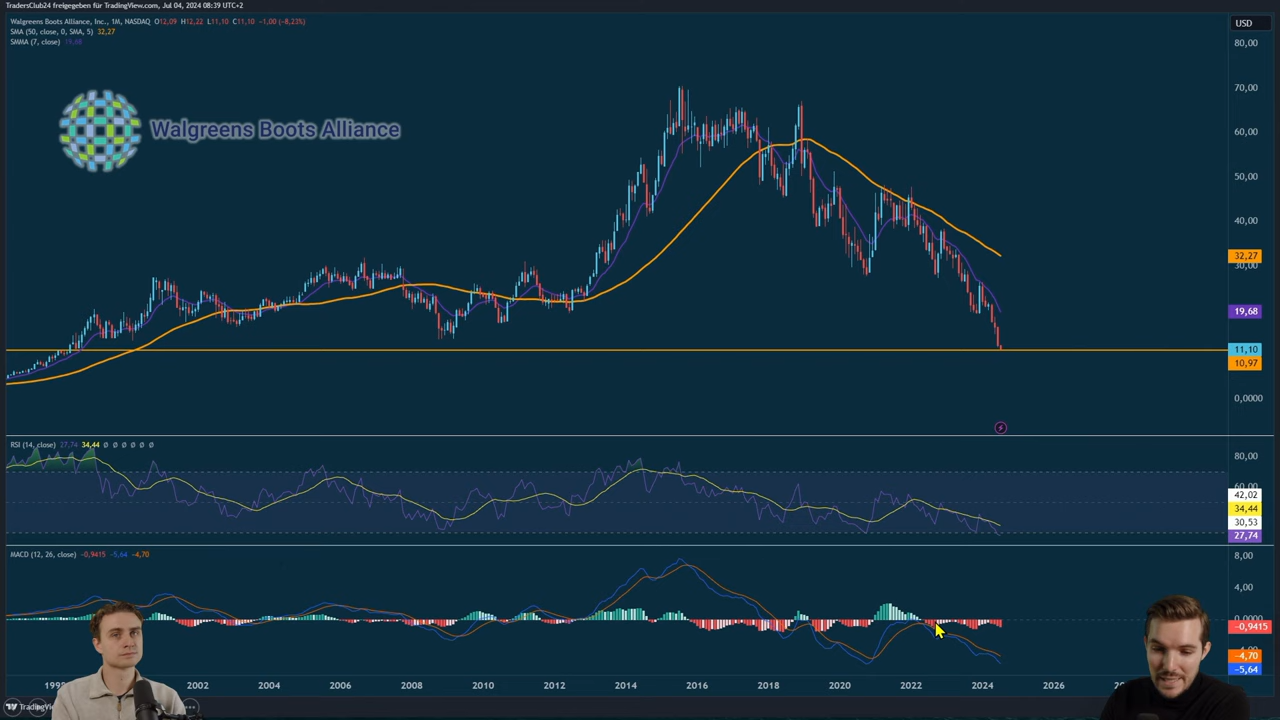 TradersClub24 freigegeben für TradingView.com, Jul 04, 2024 08:39 UTC+2
Walgreens Boots Alliance, Inc., 1M, NASDAQ O12,09 H12,22 L11,10 C11,10 −1,00 (−8,23%)
SMA (50, close, 0, SMA, 5) 32,27
SMMA (7, close) 19,68
USD
80,00
70,00
60,00
50,00
40,00
32,27
30,00
19,68
11,10
10,97
0,0000
Walgreens Boots Alliance
RSI (14, close) 27,74 34,44 Ø Ø Ø Ø Ø Ø
80,00
60,00
42,02
34,44
30,53
27,74
MACD (12, 26, close) −0,9415 −5,64 −4,70
8,00
4,00
0,0000
−0,9415
−4,70
−5,64
2002 2004 2006 2008 2010 2012 2014 2016 2018 2020 2022 2024 2026